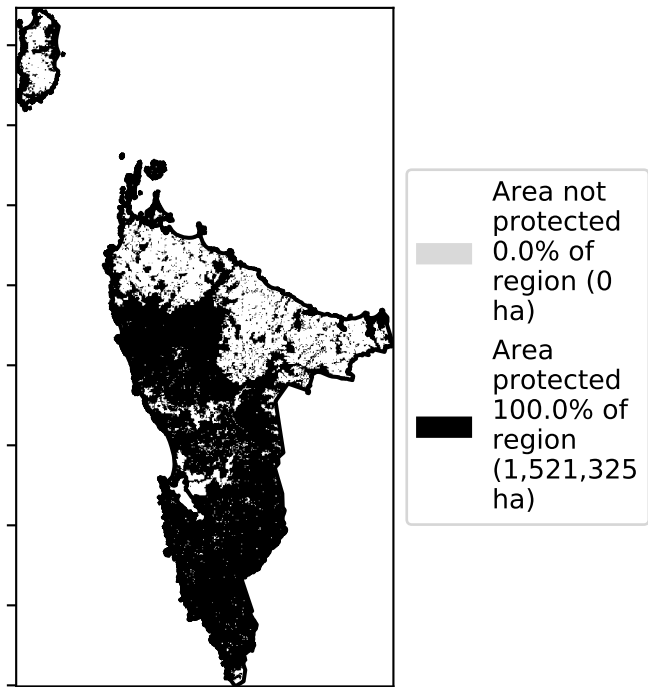 Area not
protected
0.0% of
region (0
ha)
Area
protected
100.0% of
region
(1,521,325
ha)